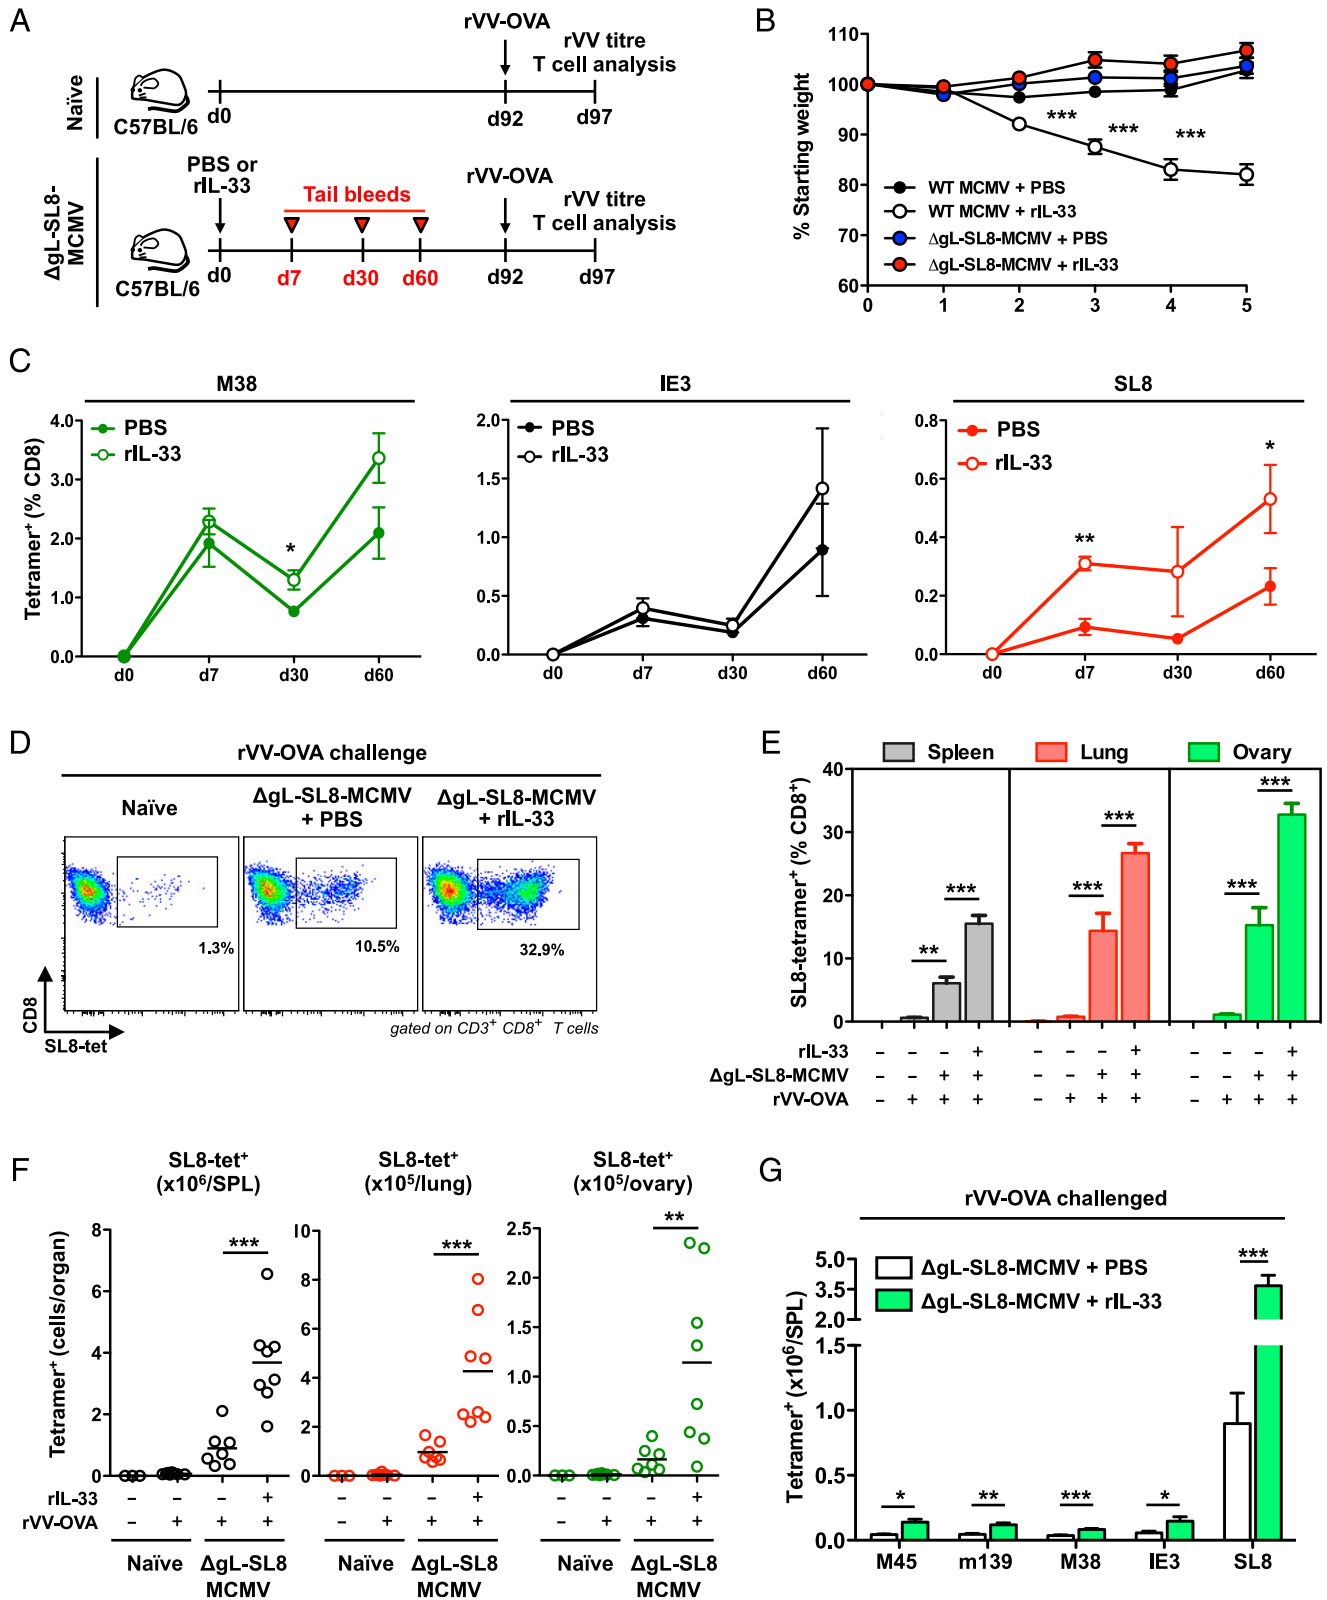 A
Naïve
C57BL/6
d0
rVV-OVA
rVV titre
T cell analysis
d92
d97
ΔgL-SL8-
MCMV
PBS or
rIL-33
Tail bleeds
rVV-OVA
rVV titre
T cell analysis
C57BL/6
d0
d7
d30
d60
d92
d97
B
% Starting weight
110
100
90
80
70
60
*** *** ***
WT MCMV + PBS
WT MCMV + rIL-33
ΔgL-SL8-MCMV + PBS
ΔgL-SL8-MCMV + rIL-33
0 1 2 3 4 5
C
M38
Tetramer⁺ (% CD8)
4.0
3.0
2.0
1.0
0.0
PBS
rIL-33
*
d0 d7 d30 d60
IE3
2.0
1.5
1.0
0.5
0.0
PBS
rIL-33
d0 d7 d30 d60
SL8
0.8
0.6
0.4
0.2
0.0
PBS
rIL-33
** *
d0 d7 d30 d60
D
rVV-OVA challenge
Naïve
ΔgL-SL8-MCMV
+ PBS
ΔgL-SL8-MCMV
+ rIL-33
1.3%
10.5%
32.9%
CD8
SL8-tet
gated on CD3⁺ CD8⁺ T cells
E
Spleen Lung Ovary
SL8-tetramer⁺ (% CD8⁺)
40
30
20
10
0
** *** *** *** *** ***
rIL-33 – – – + – – – + – – – +
ΔgL-SL8-MCMV – – + + – – + + – – + +
rVV-OVA – + + + – + + + – + + +
F
Tetramer⁺ (cells/organ)
SL8-tet⁺
(x10⁶/SPL)
8
6
4
2
0
***
SL8-tet⁺
(x10⁵/lung)
10
8
6
4
2
0
***
SL8-tet⁺
(x10⁵/ovary)
2.5
2.0
1.5
1.0
0.5
0.0
**
rIL-33 – – – + – – – + – – – +
rVV-OVA – + + + – + + + – + + +
Naïve ΔgL-SL8 Naïve ΔgL-SL8 Naïve ΔgL-SL8
MCMV MCMV MCMV
G
rVV-OVA challenged
Tetramer⁺ (x10⁶/SPL)
5.0
3.5
2.0
1.5
1.0
0.5
0.0
ΔgL-SL8-MCMV + PBS
ΔgL-SL8-MCMV + rIL-33
* ** *** * ***
M45 m139 M38 IE3 SL8